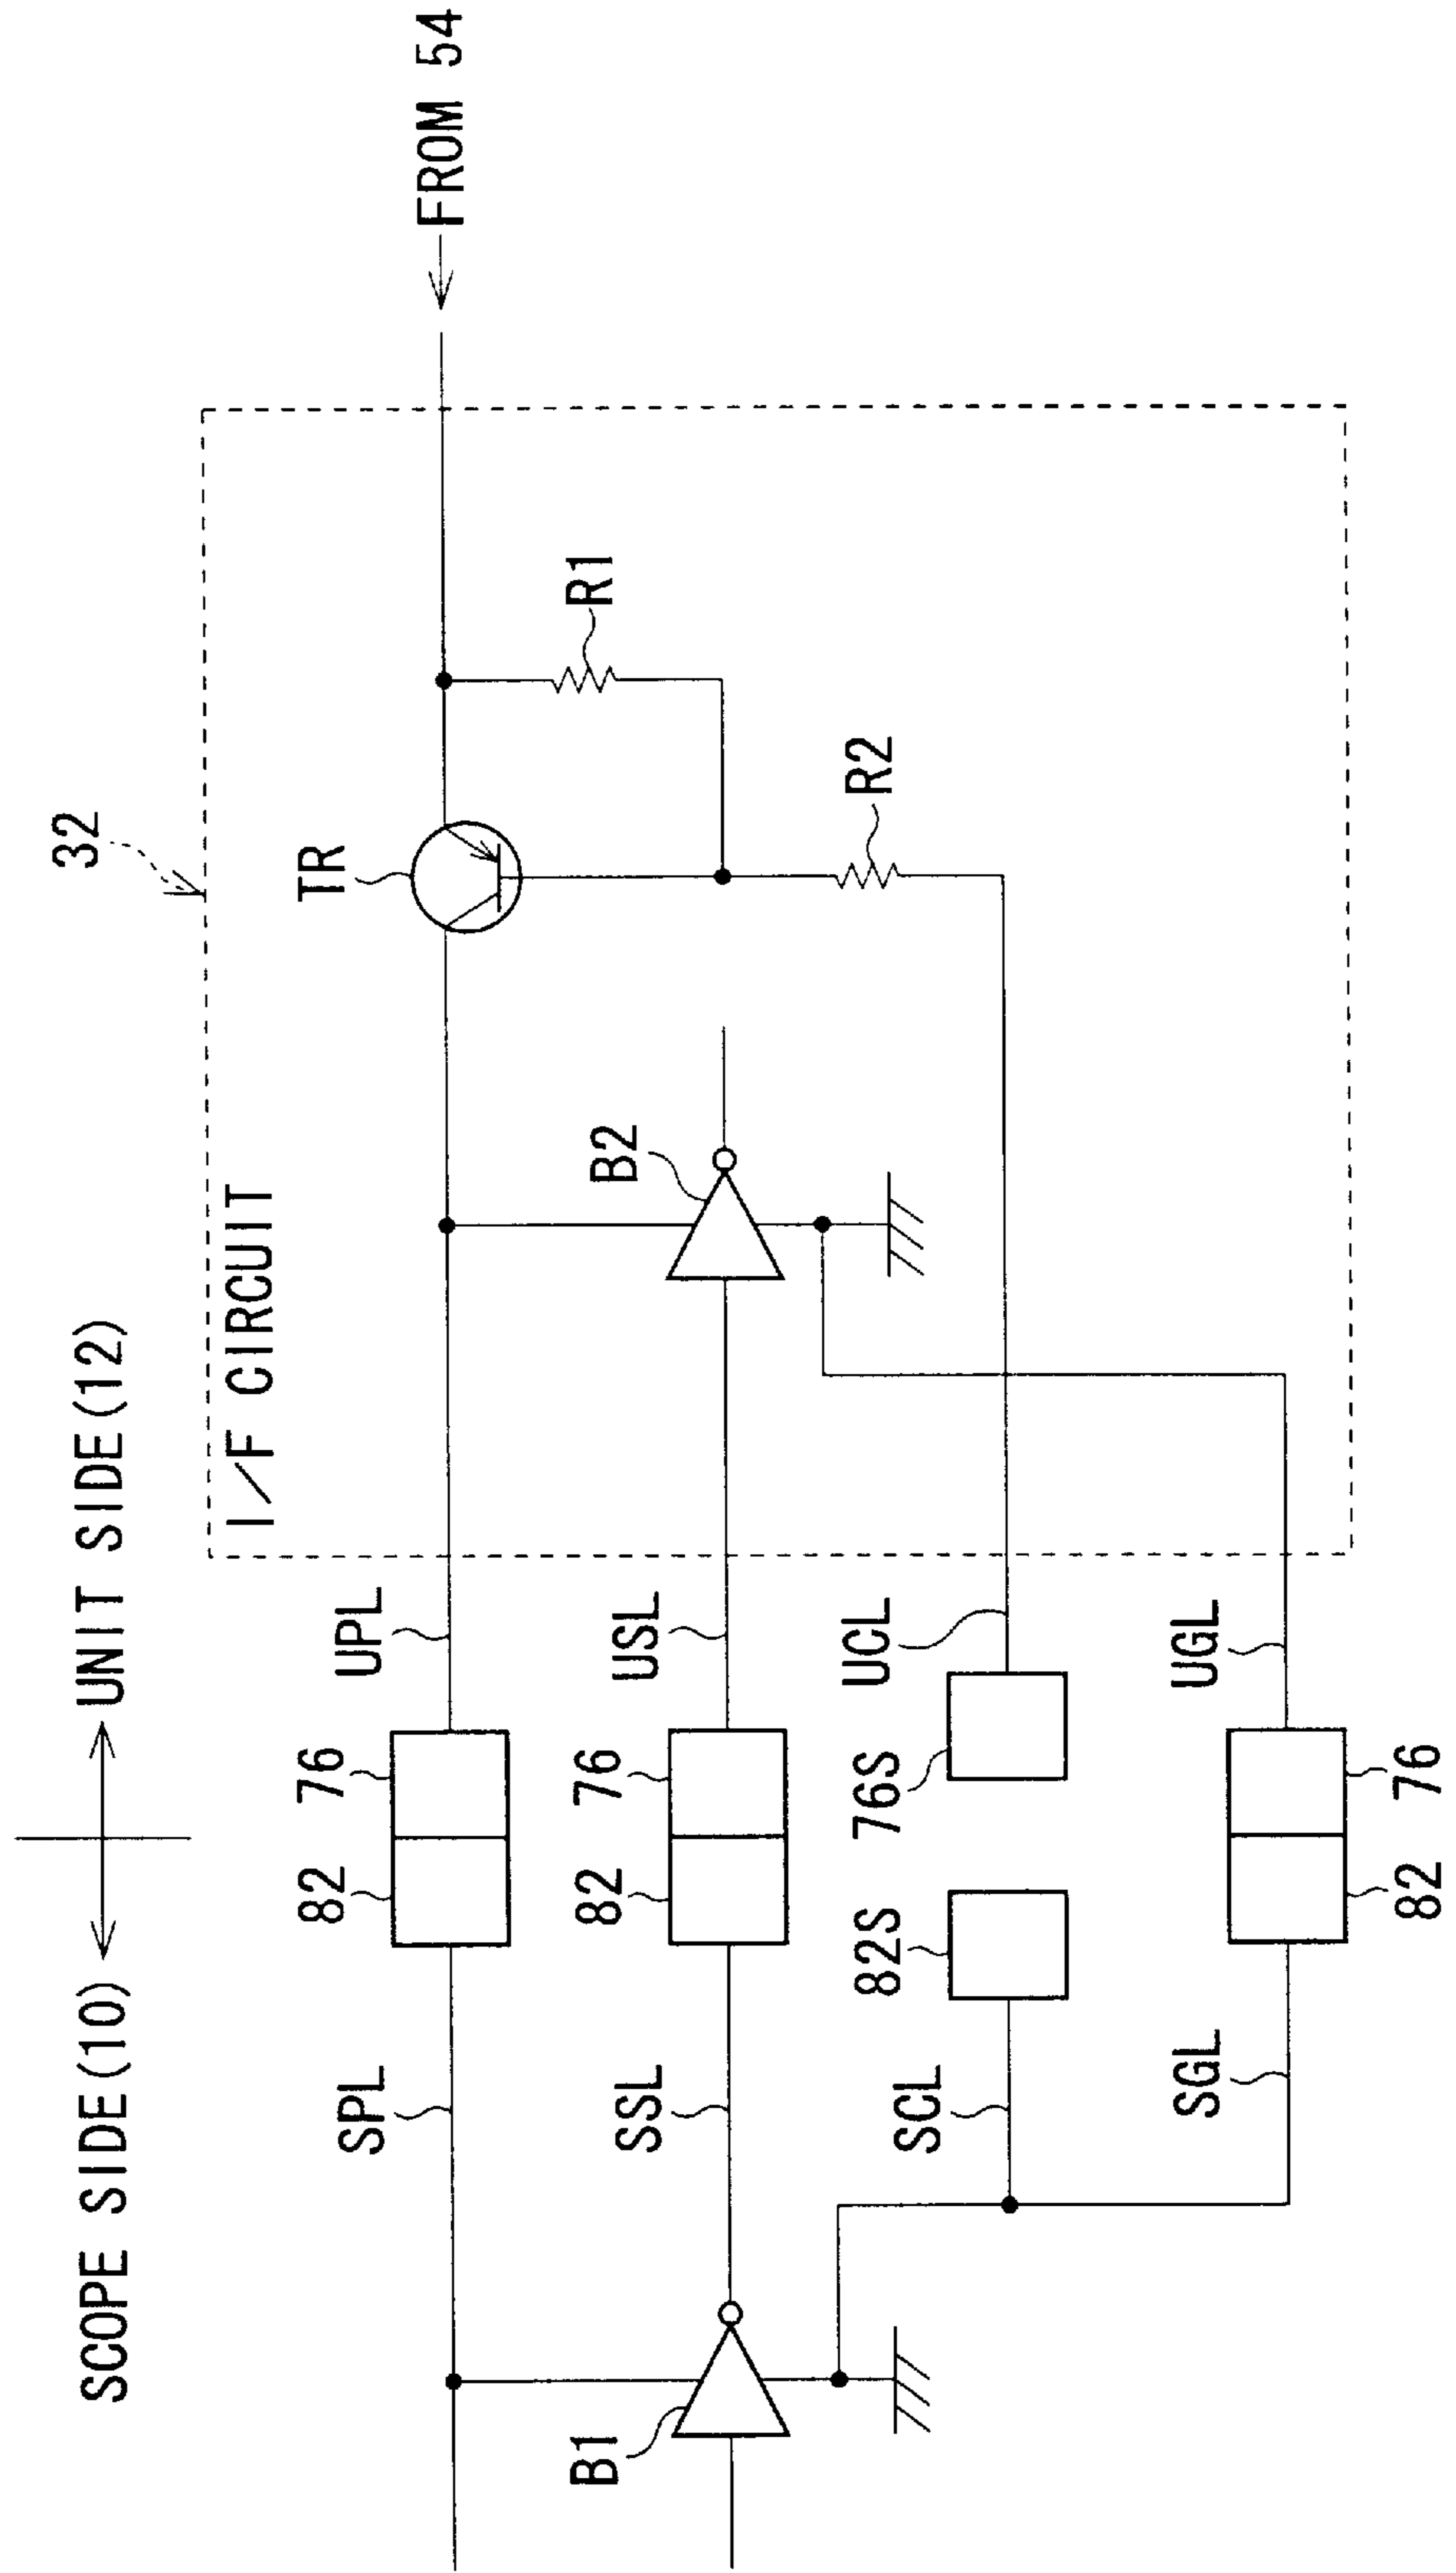 SCOPE SIDE(10)
UNIT SIDE(12)
32
I/F CIRCUIT
FROM 54
TR
R1
R2
B2
SPL
82
76
UPL
SSL
82
76
USL
SCL
82S
76S
UCL
SGL
82
76
UGL
B1